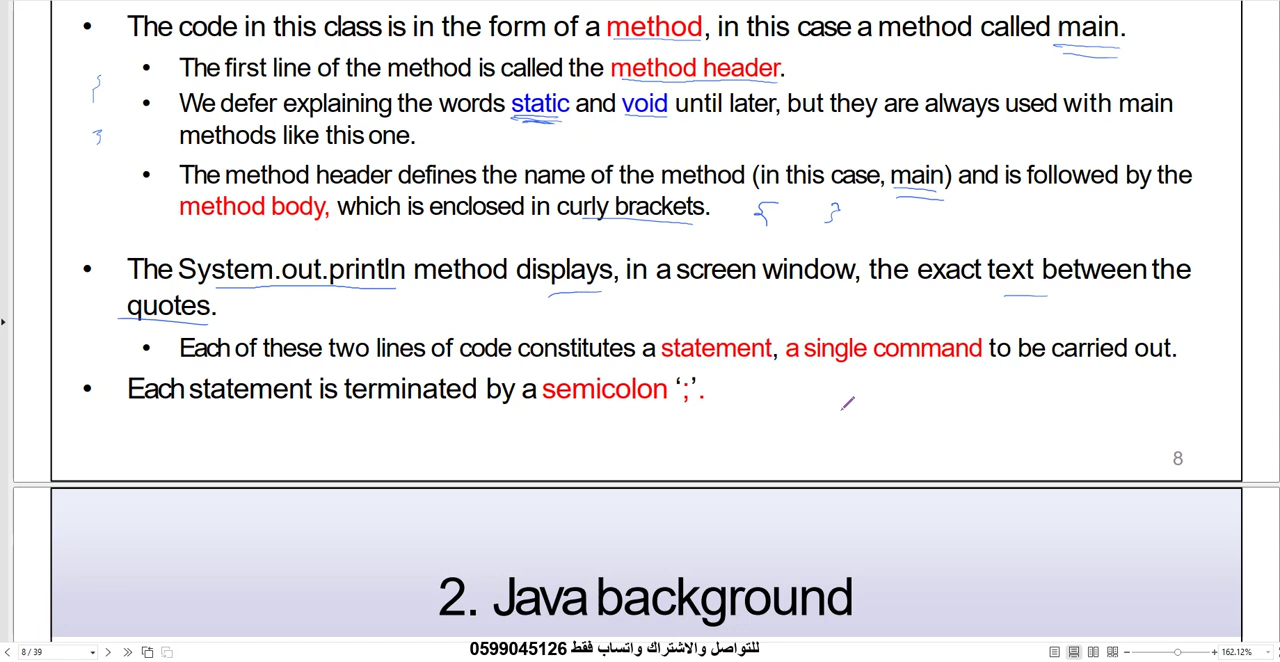 • The code in this class is in the form of a method, in this case a method called main.
• The first line of the method is called the method header.
• We defer explaining the words static and void until later, but they are always used with main
methods like this one.
• The method header defines the name of the method (in this case, main) and is followed by the
method body, which is enclosed in curly brackets. { }
• The System.out.println method displays, in a screen window, the exact text between the
quotes.
• Each of these two lines of code constitutes a statement, a single command to be carried out.
• Each statement is terminated by a semicolon ‘;’.
8
2. Java background
للتواصل والاشتراك واتساب فقط 0599045126
8 / 39
162.12%